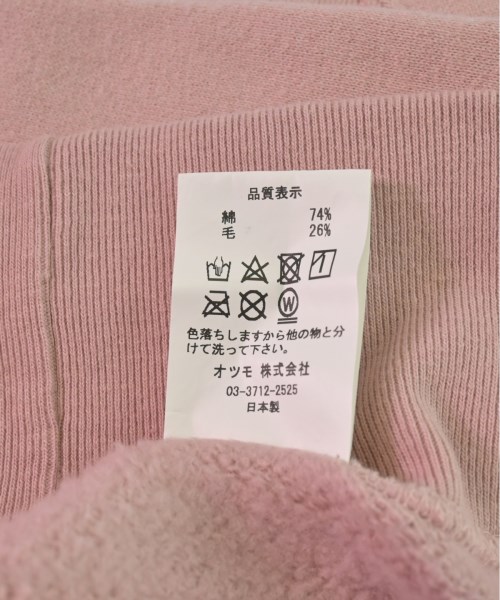 品質表示
綿 74%
毛 26%
W
色落ちしますから他の物と分
けて洗って下さい。
オツモ 株式会社
03-3712-2525
日本製